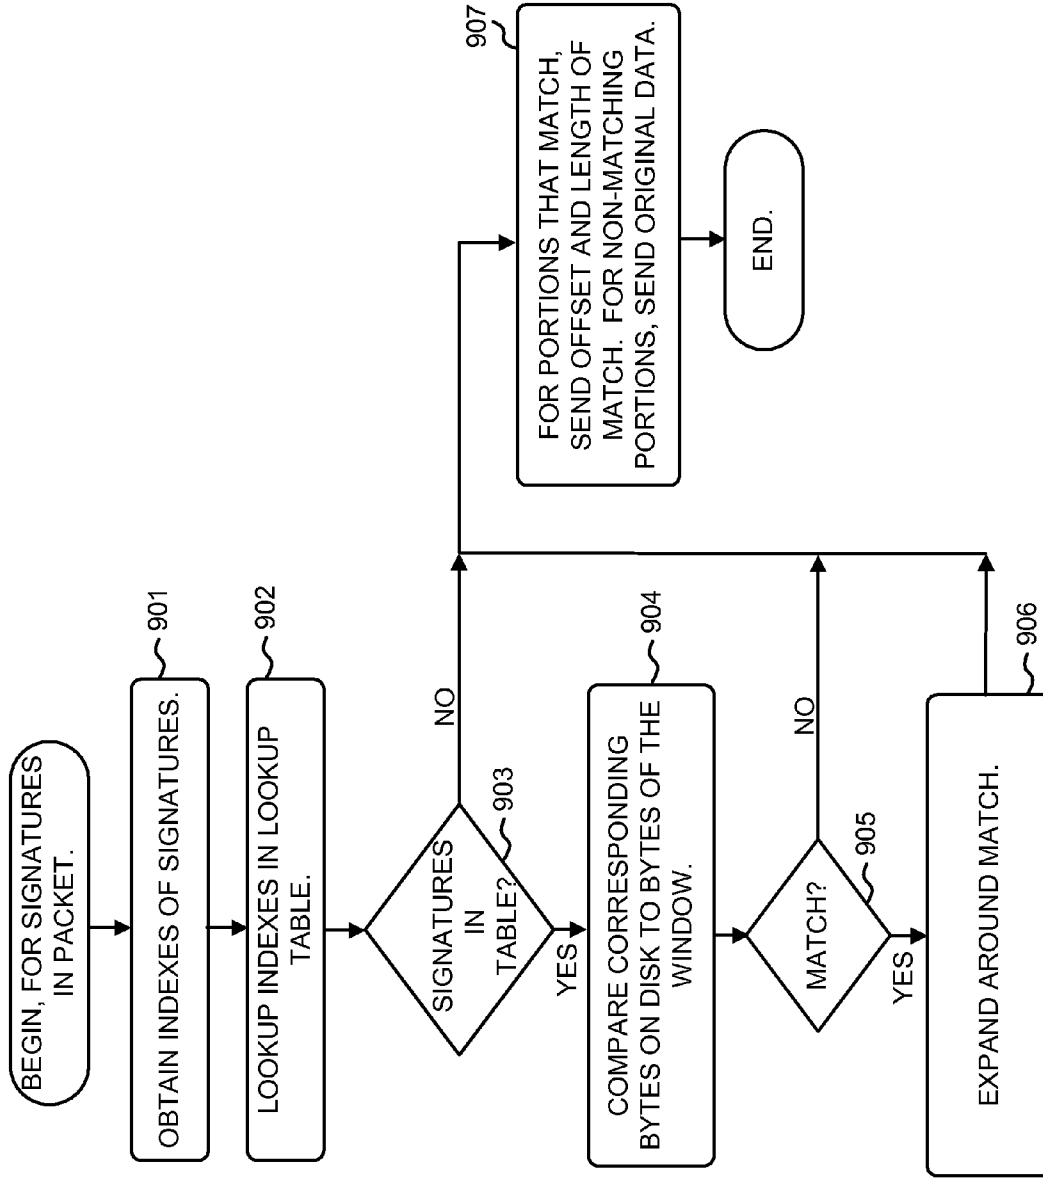 BEGIN, FOR SIGNATURES
IN PACKET.
901
OBTAIN INDEXES OF SIGNATURES.
902
LOOKUP INDEXES IN LOOKUP
TABLE.
903
SIGNATURES
IN
TABLE?
NO
YES
904
COMPARE CORRESPONDING
BYTES ON DISK TO BYTES OF THE
WINDOW.
905
MATCH?
NO
YES
906
EXPAND AROUND MATCH.
907
FOR PORTIONS THAT MATCH,
SEND OFFSET AND LENGTH OF
MATCH. FOR NON-MATCHING
PORTIONS, SEND ORIGINAL DATA.
END.